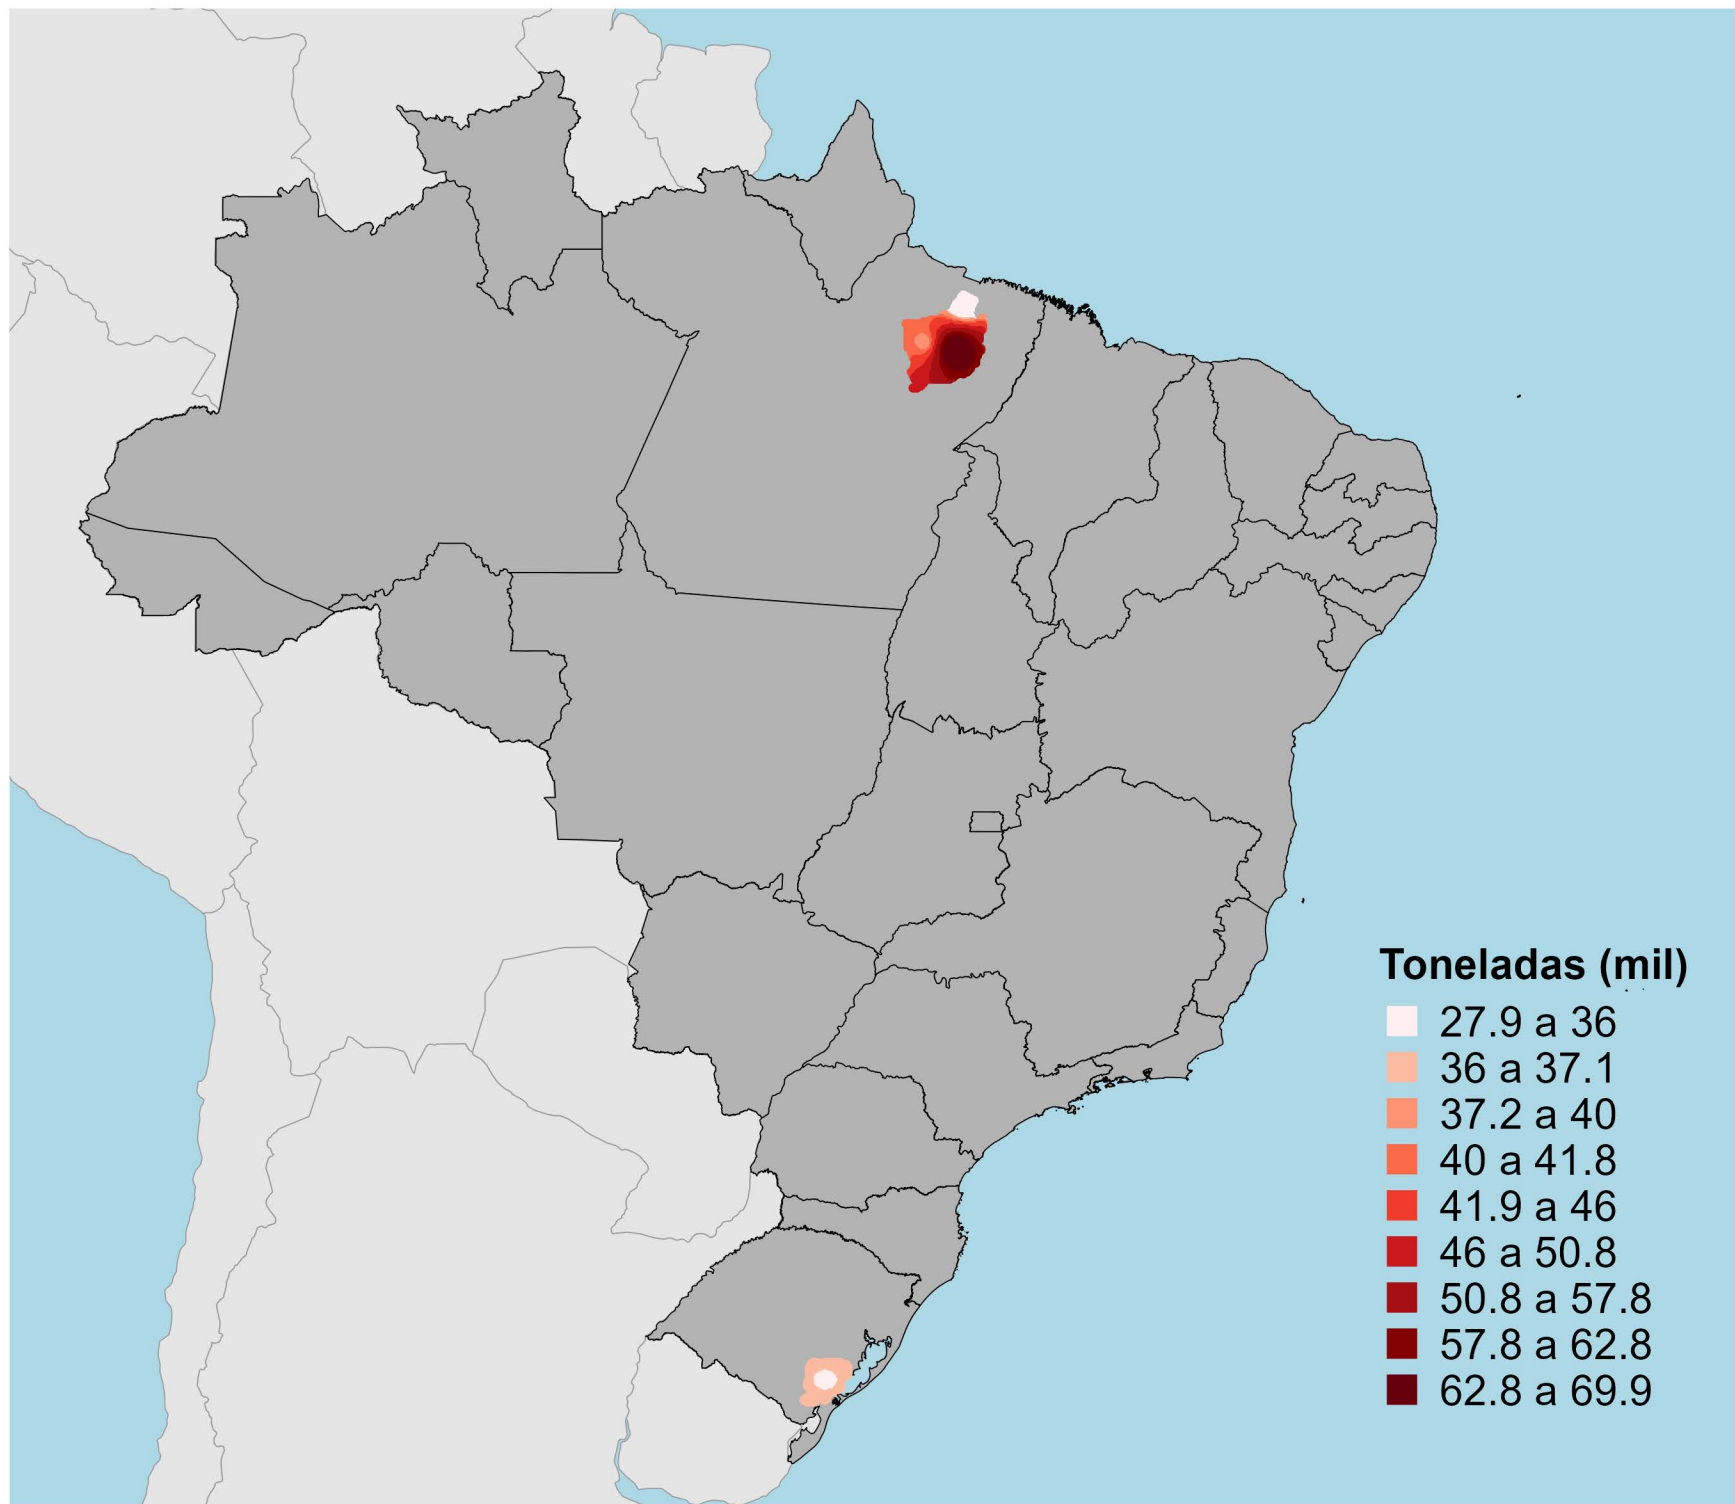 Toneladas (mil)
27.9 a 36
36 a 37.1
37.2 a 40
40 a 41.8
41.9 a 46
46 a 50.8
50.8 a 57.8
57.8 a 62.8
62.8 a 69.9